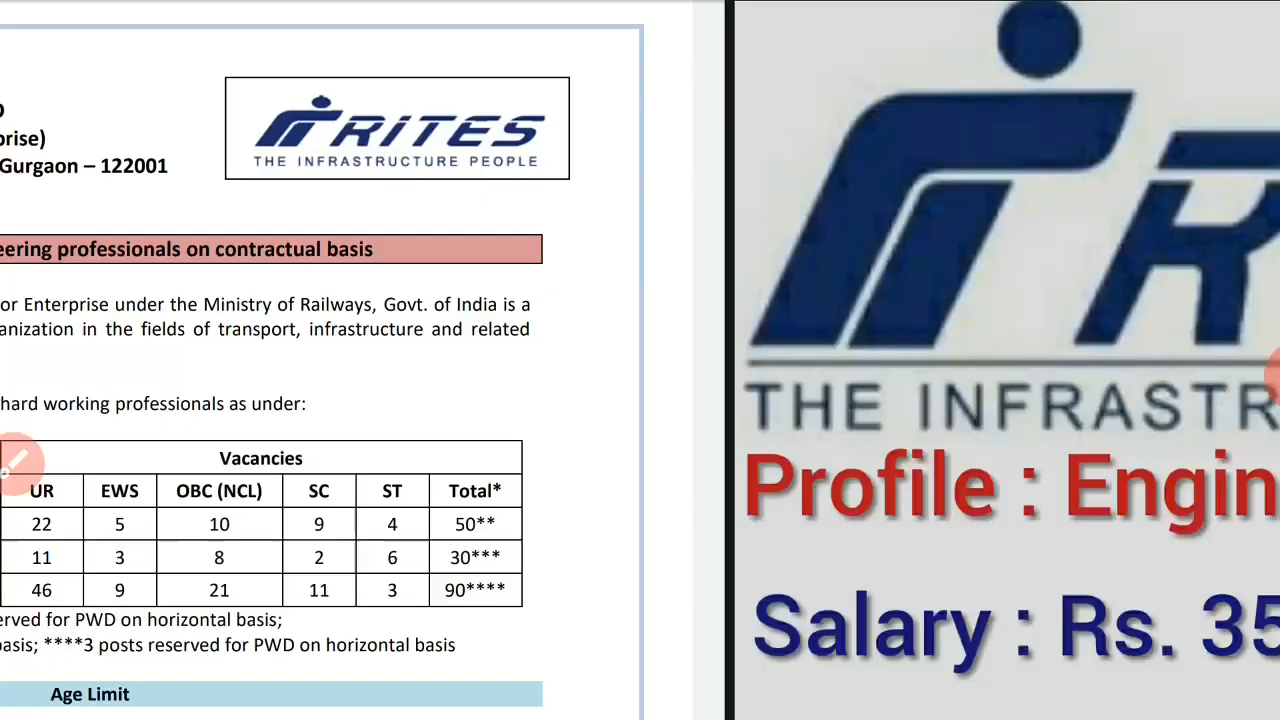 prise)
Gurgaon – 122001
RITES
THE INFRASTRUCTURE PEOPLE
eering professionals on contractual basis
or Enterprise under the Ministry of Railways, Govt. of India is a
anization in the fields of transport, infrastructure and related
hard working professionals as under:
Vacancies
UR EWS OBC (NCL) SC ST Total*
22 5 10 9 4 50**
11 3 8 2 6 30***
46 9 21 11 3 90****
erved for PWD on horizontal basis;
basis; ****3 posts reserved for PWD on horizontal basis
Age Limit
R
THE INFRASTR
Profile : Engin
Salary : Rs. 35